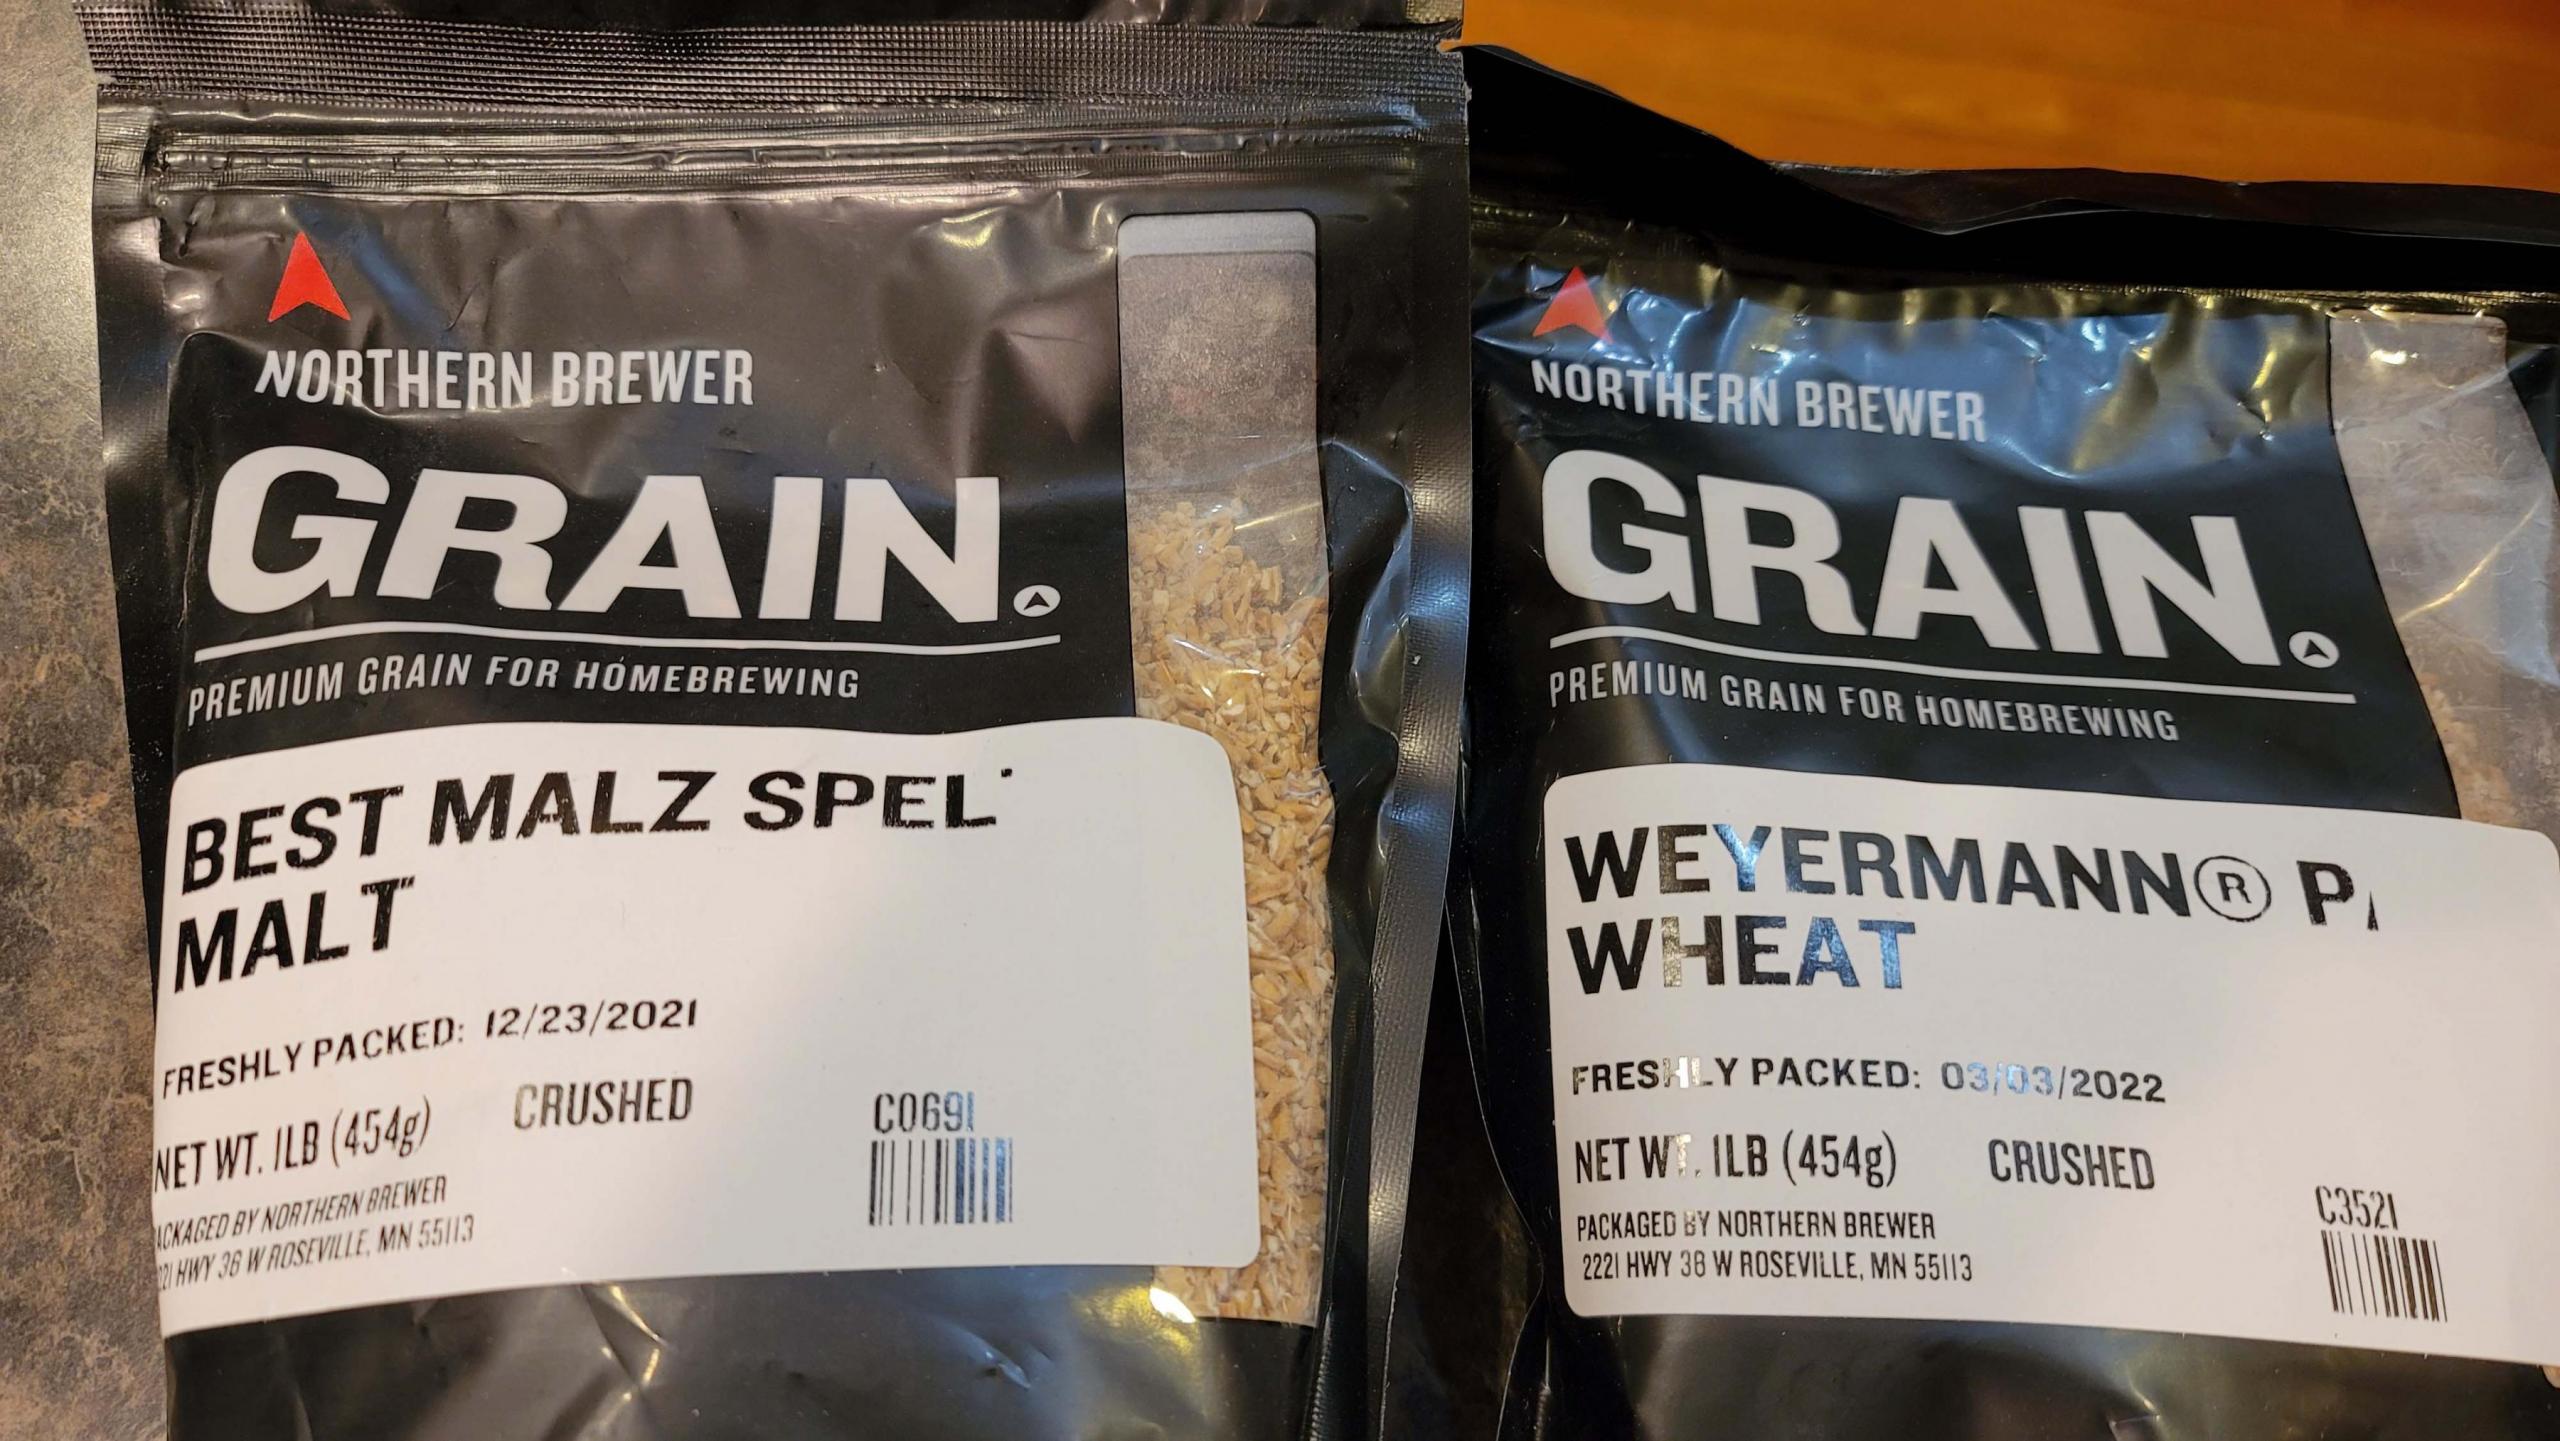 NORTHERN BREWER
GRAIN.
PREMIUM GRAIN FOR HOMEBREWING
BEST MALZ SPEL
MALT
FRESHLY PACKED: 12/23/2021
NET WT. 1LB (454g) CRUSHED
C0691
PACKAGED BY NORTHERN BREWER
2221 HWY 36 W ROSEVILLE, MN 55113
NORTHERN BREWER
GRAIN.
PREMIUM GRAIN FOR HOMEBREWING
WEYERMANN® PA
WHEAT
FRESHLY PACKED: 03/03/2022
NET WT. 1LB (454g) CRUSHED
C3521
PACKAGED BY NORTHERN BREWER
2221 HWY 36 W ROSEVILLE, MN 55113